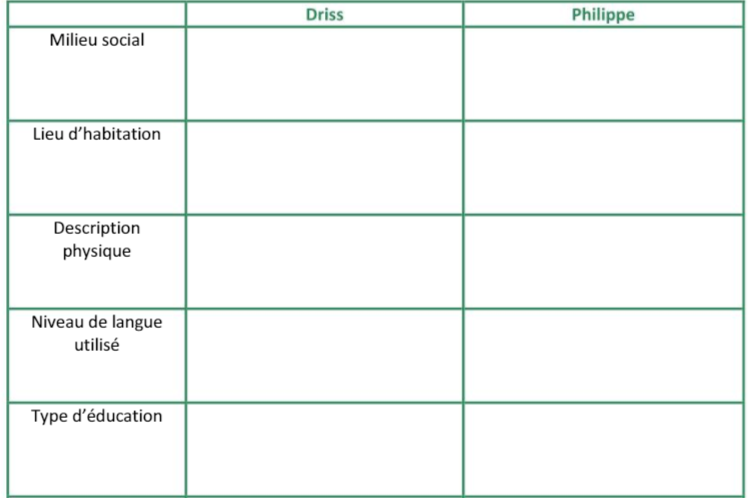 Driss Philippe
Milieu social
Lieu d’habitation
Description
physique
Niveau de langue
utilisé
Type d’éducation